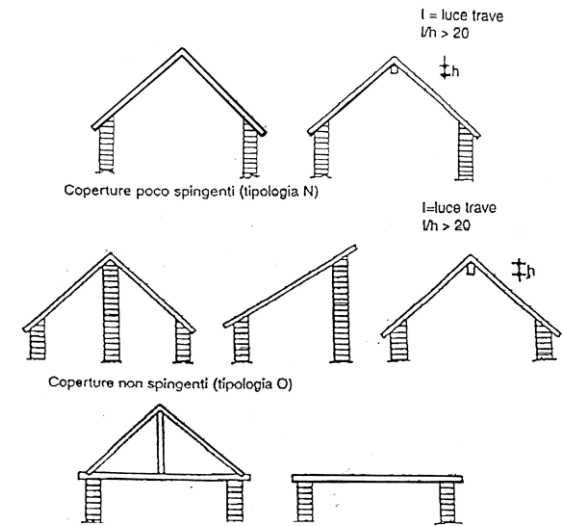 l = luce trave
l/h > 20
h
Coperture poco spingenti (tipologia N)
l=luce trave
l/h > 20
h
Coperture non spingenti (tipologia O)